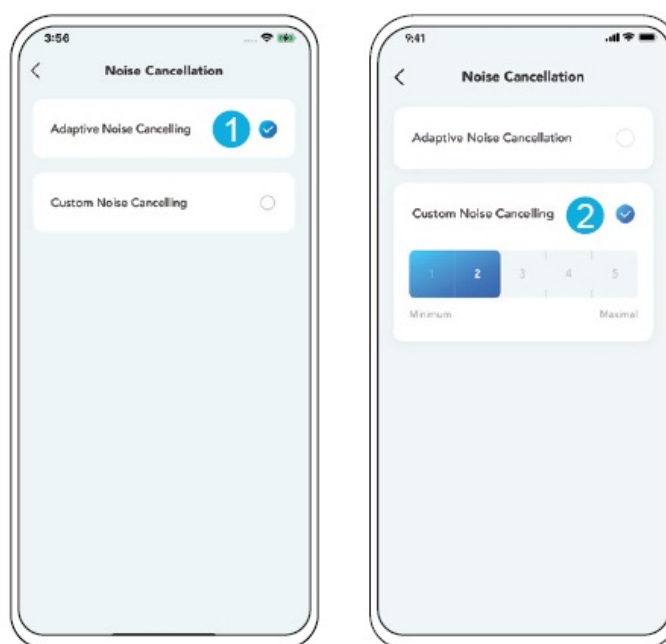 3:56
Noise Cancellation
Adaptive Noise Cancelling 1
Custom Noise Cancelling
9:41
Noise Cancellation
Adaptive Noise Cancellation
Custom Noise Cancelling 2
1 2 3 4 5
Minimum Maximal